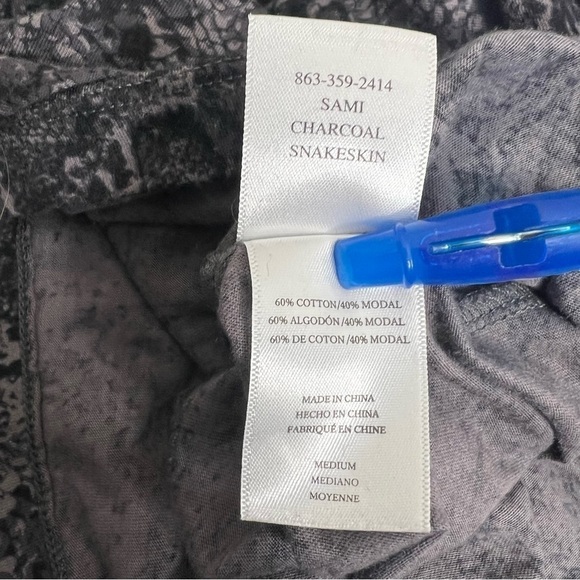 863-359-2414
SAMI
CHARCOAL
SNAKESKIN
60% COTTON/40% MODAL
60% ALGODÓN/40% MODAL
60% DE COTON/40% MODAL
MADE IN CHINA
HECHO EN CHINA
FABRIQUÉ EN CHINE
MEDIUM
MEDIANO
MOYENNE